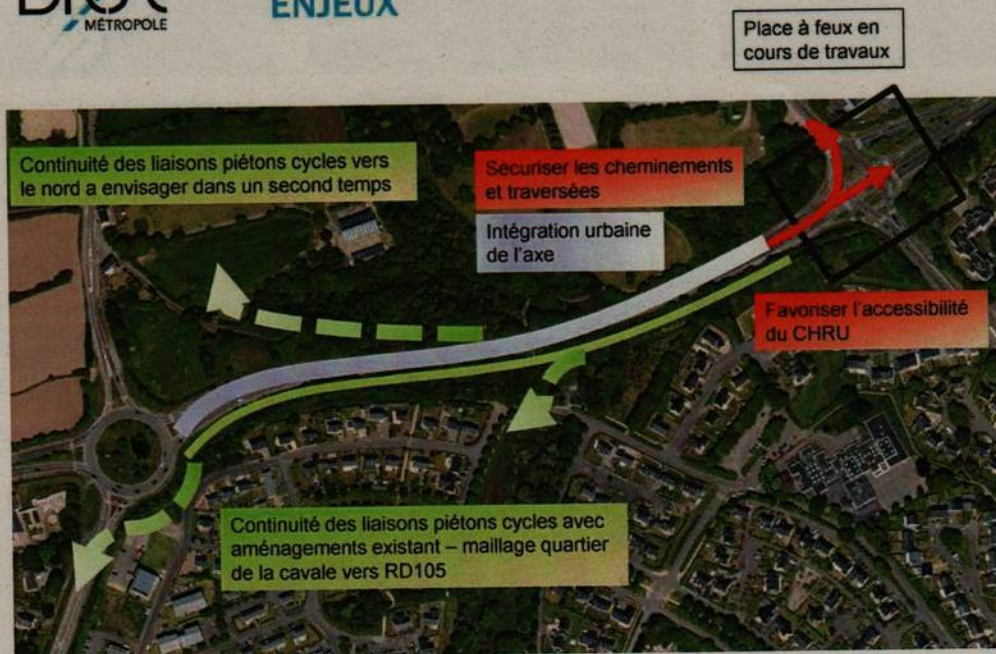 MÉTROPOLE
ENJEUX
Place à feux en
cours de travaux
Continuité des liaisons piétons cycles vers
le nord a envisager dans un second temps
Sécuriser les cheminements
et traversées
Intégration urbaine
de l'axe
Favoriser l'accessibilité
du CHRU
Continuité des liaisons piétons cycles avec
aménagements existant – maillage quartier
de la cavale vers RD105